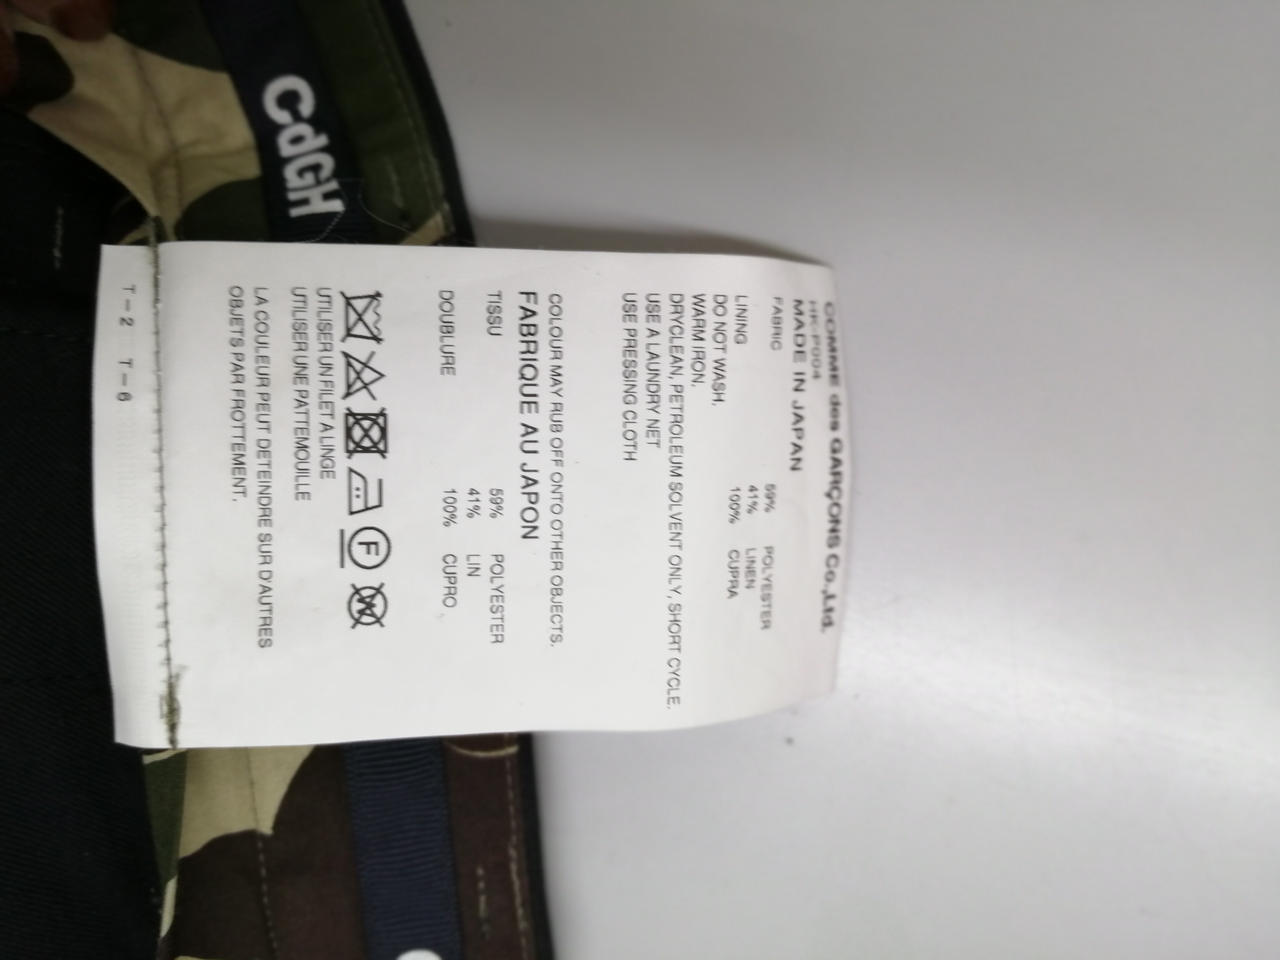 CdGH
COMME des GARÇONS Co.,Ltd.
HK-P004
MADE IN JAPAN
FABRIC 59% POLYESTER
41% LINEN
LINING 100% CUPRA
DO NOT WASH.
WARM IRON.
DRYCLEAN, PETROLEUM SOLVENT ONLY, SHORT CYCLE.
USE A LAUNDRY NET
USE PRESSING CLOTH
COLOUR MAY RUB OFF ONTO OTHER OBJECTS.
FABRIQUE AU JAPON
TISSU 59% POLYESTER
41% LIN
DOUBLURE 100% CUPRO
F W
UTILISER UN FILET A LINGE
UTILISER UNE PATTEMOUILLE
LA COULEUR PEUT DETEINDRE SUR D'AUTRES
OBJETS PAR FROTTEMENT.
T-2 T-6